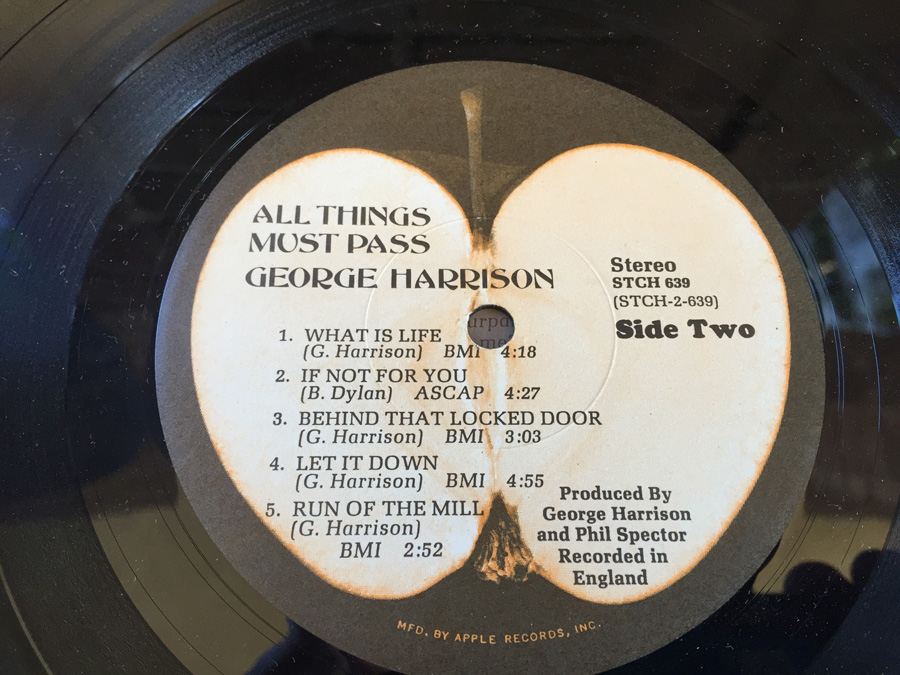 ALL THINGS
MUST PASS
GEORGE HARRISON
Stereo
STCH 639
(STCH-2-639)
Side Two
1. WHAT IS LIFE
(G. Harrison) BMI 4:18
2. IF NOT FOR YOU
(B. Dylan) ASCAP 4:27
3. BEHIND THAT LOCKED DOOR
(G. Harrison) BMI 3:03
4. LET IT DOWN
(G. Harrison) BMI 4:55
5. RUN OF THE MILL
(G. Harrison)
BMI 2:52
Produced By
George Harrison
and Phil Spector
Recorded in
England
MFD. BY APPLE RECORDS, INC.